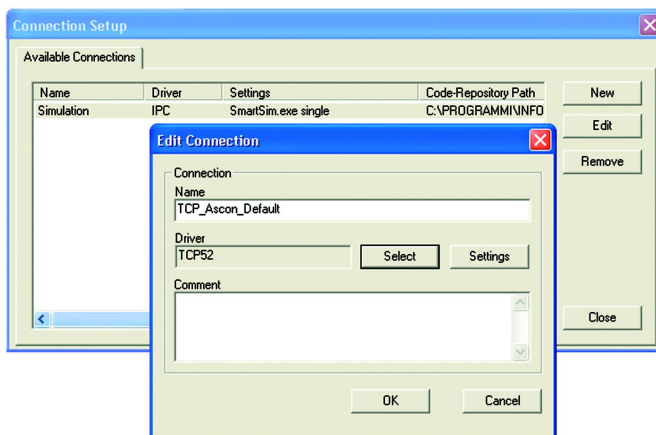 Connection Setup
Available Connections
Name Driver Settings Code-Repository Path
Simulation IPC SmartSim.exe single C:\PROGRAMMI\INFO
New
Edit
Remove
Close
Edit Connection
Connection
Name
TCP_Ascon_Default
Driver
TCP52
Select
Settings
Comment
OK
Cancel